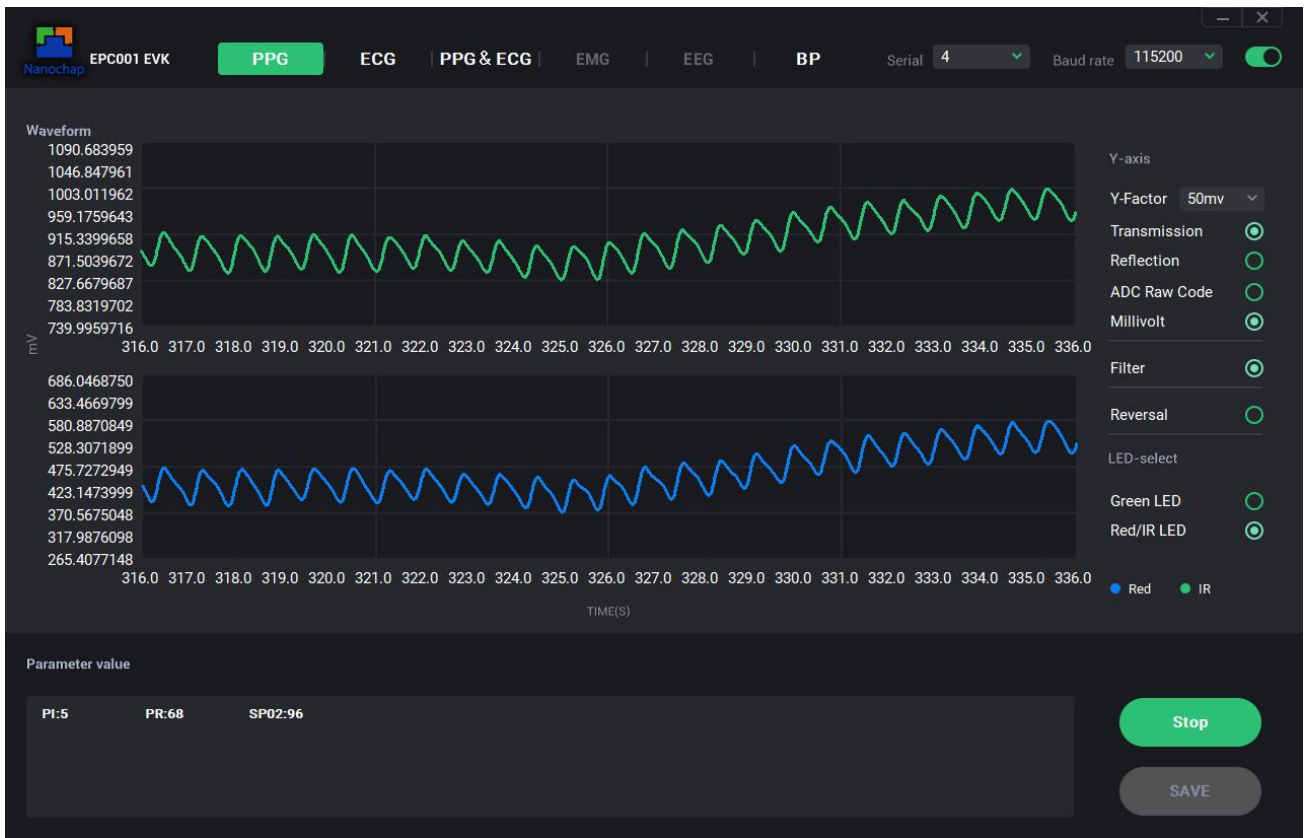 Nanochap
EPC001 EVK
PPG
ECG
PPG & ECG
EMG
EEG
BP
Serial 4
Baud rate 115200
Waveform
1090.683959
1046.847961
1003.011962
959.1759643
915.3399658
871.5039672
827.6679687
783.8319702
739.9959716
mV
316.0 317.0 318.0 319.0 320.0 321.0 322.0 323.0 324.0 325.0 326.0 327.0 328.0 329.0 330.0 331.0 332.0 333.0 334.0 335.0 336.0
686.0468750
633.4669799
580.8870849
528.3071899
475.7272949
423.1473999
370.5675048
317.9876098
265.4077148
316.0 317.0 318.0 319.0 320.0 321.0 322.0 323.0 324.0 325.0 326.0 327.0 328.0 329.0 330.0 331.0 332.0 333.0 334.0 335.0 336.0
TIME(S)
Y-axis
Y-Factor 50mv
Transmission
Reflection
ADC Raw Code
Millivolt
Filter
Reversal
LED-select
Green LED
Red/IR LED
Red IR
Parameter value
PI:5 PR:68 SP02:96
Stop
SAVE